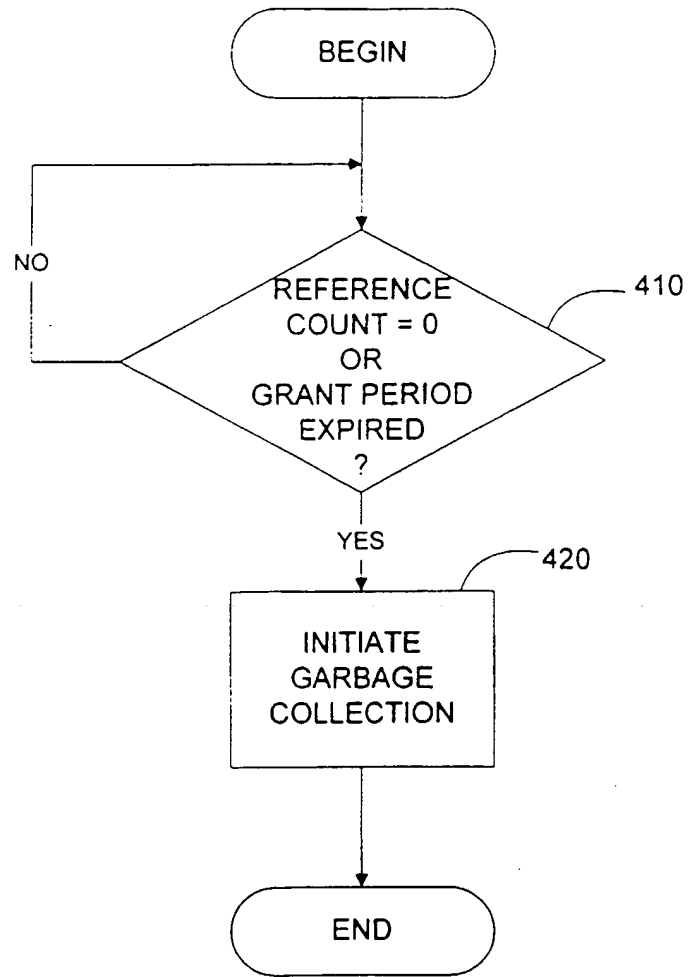 BEGIN
NO
REFERENCE
COUNT = 0
OR
GRANT PERIOD
EXPIRED
?
410
YES
420
INITIATE
GARBAGE
COLLECTION
END